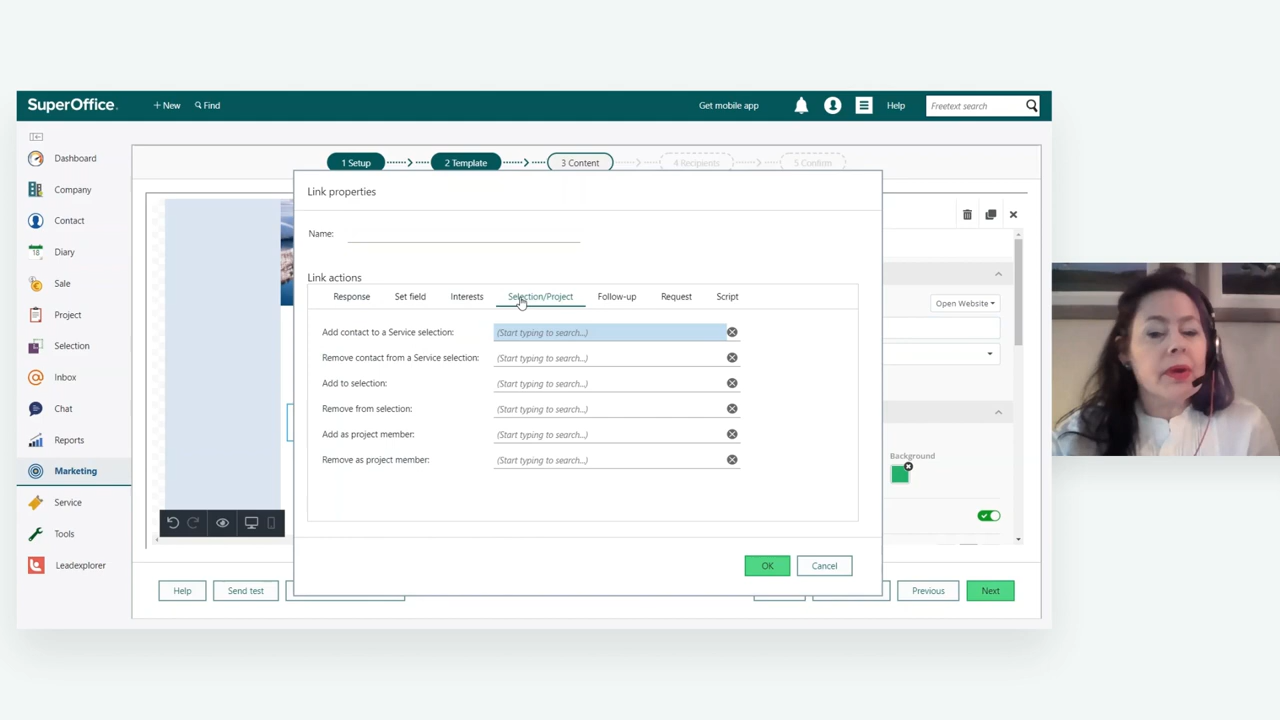 SuperOffice.
+ New
Find
Get mobile app
Help
Freetext search
Dashboard
Company
Contact
18
Diary
Sale
Project
Selection
Inbox
Chat
Reports
Marketing
Service
Tools
Leadexplorer
1 Setup
2 Template
3 Content
4 Recipients
5 Confirm
Link properties
Name:
Link actions
Response
Set field
Interests
Selection/Project
Follow-up
Request
Script
Add contact to a Service selection: (Start typing to search...)
Remove contact from a Service selection: (Start typing to search...)
Add to selection: (Start typing to search...)
Remove from selection: (Start typing to search...)
Add as project member: (Start typing to search...)
Remove as project member: (Start typing to search...)
OK
Cancel
Open Website
Background
Help
Send test
Previous
Next